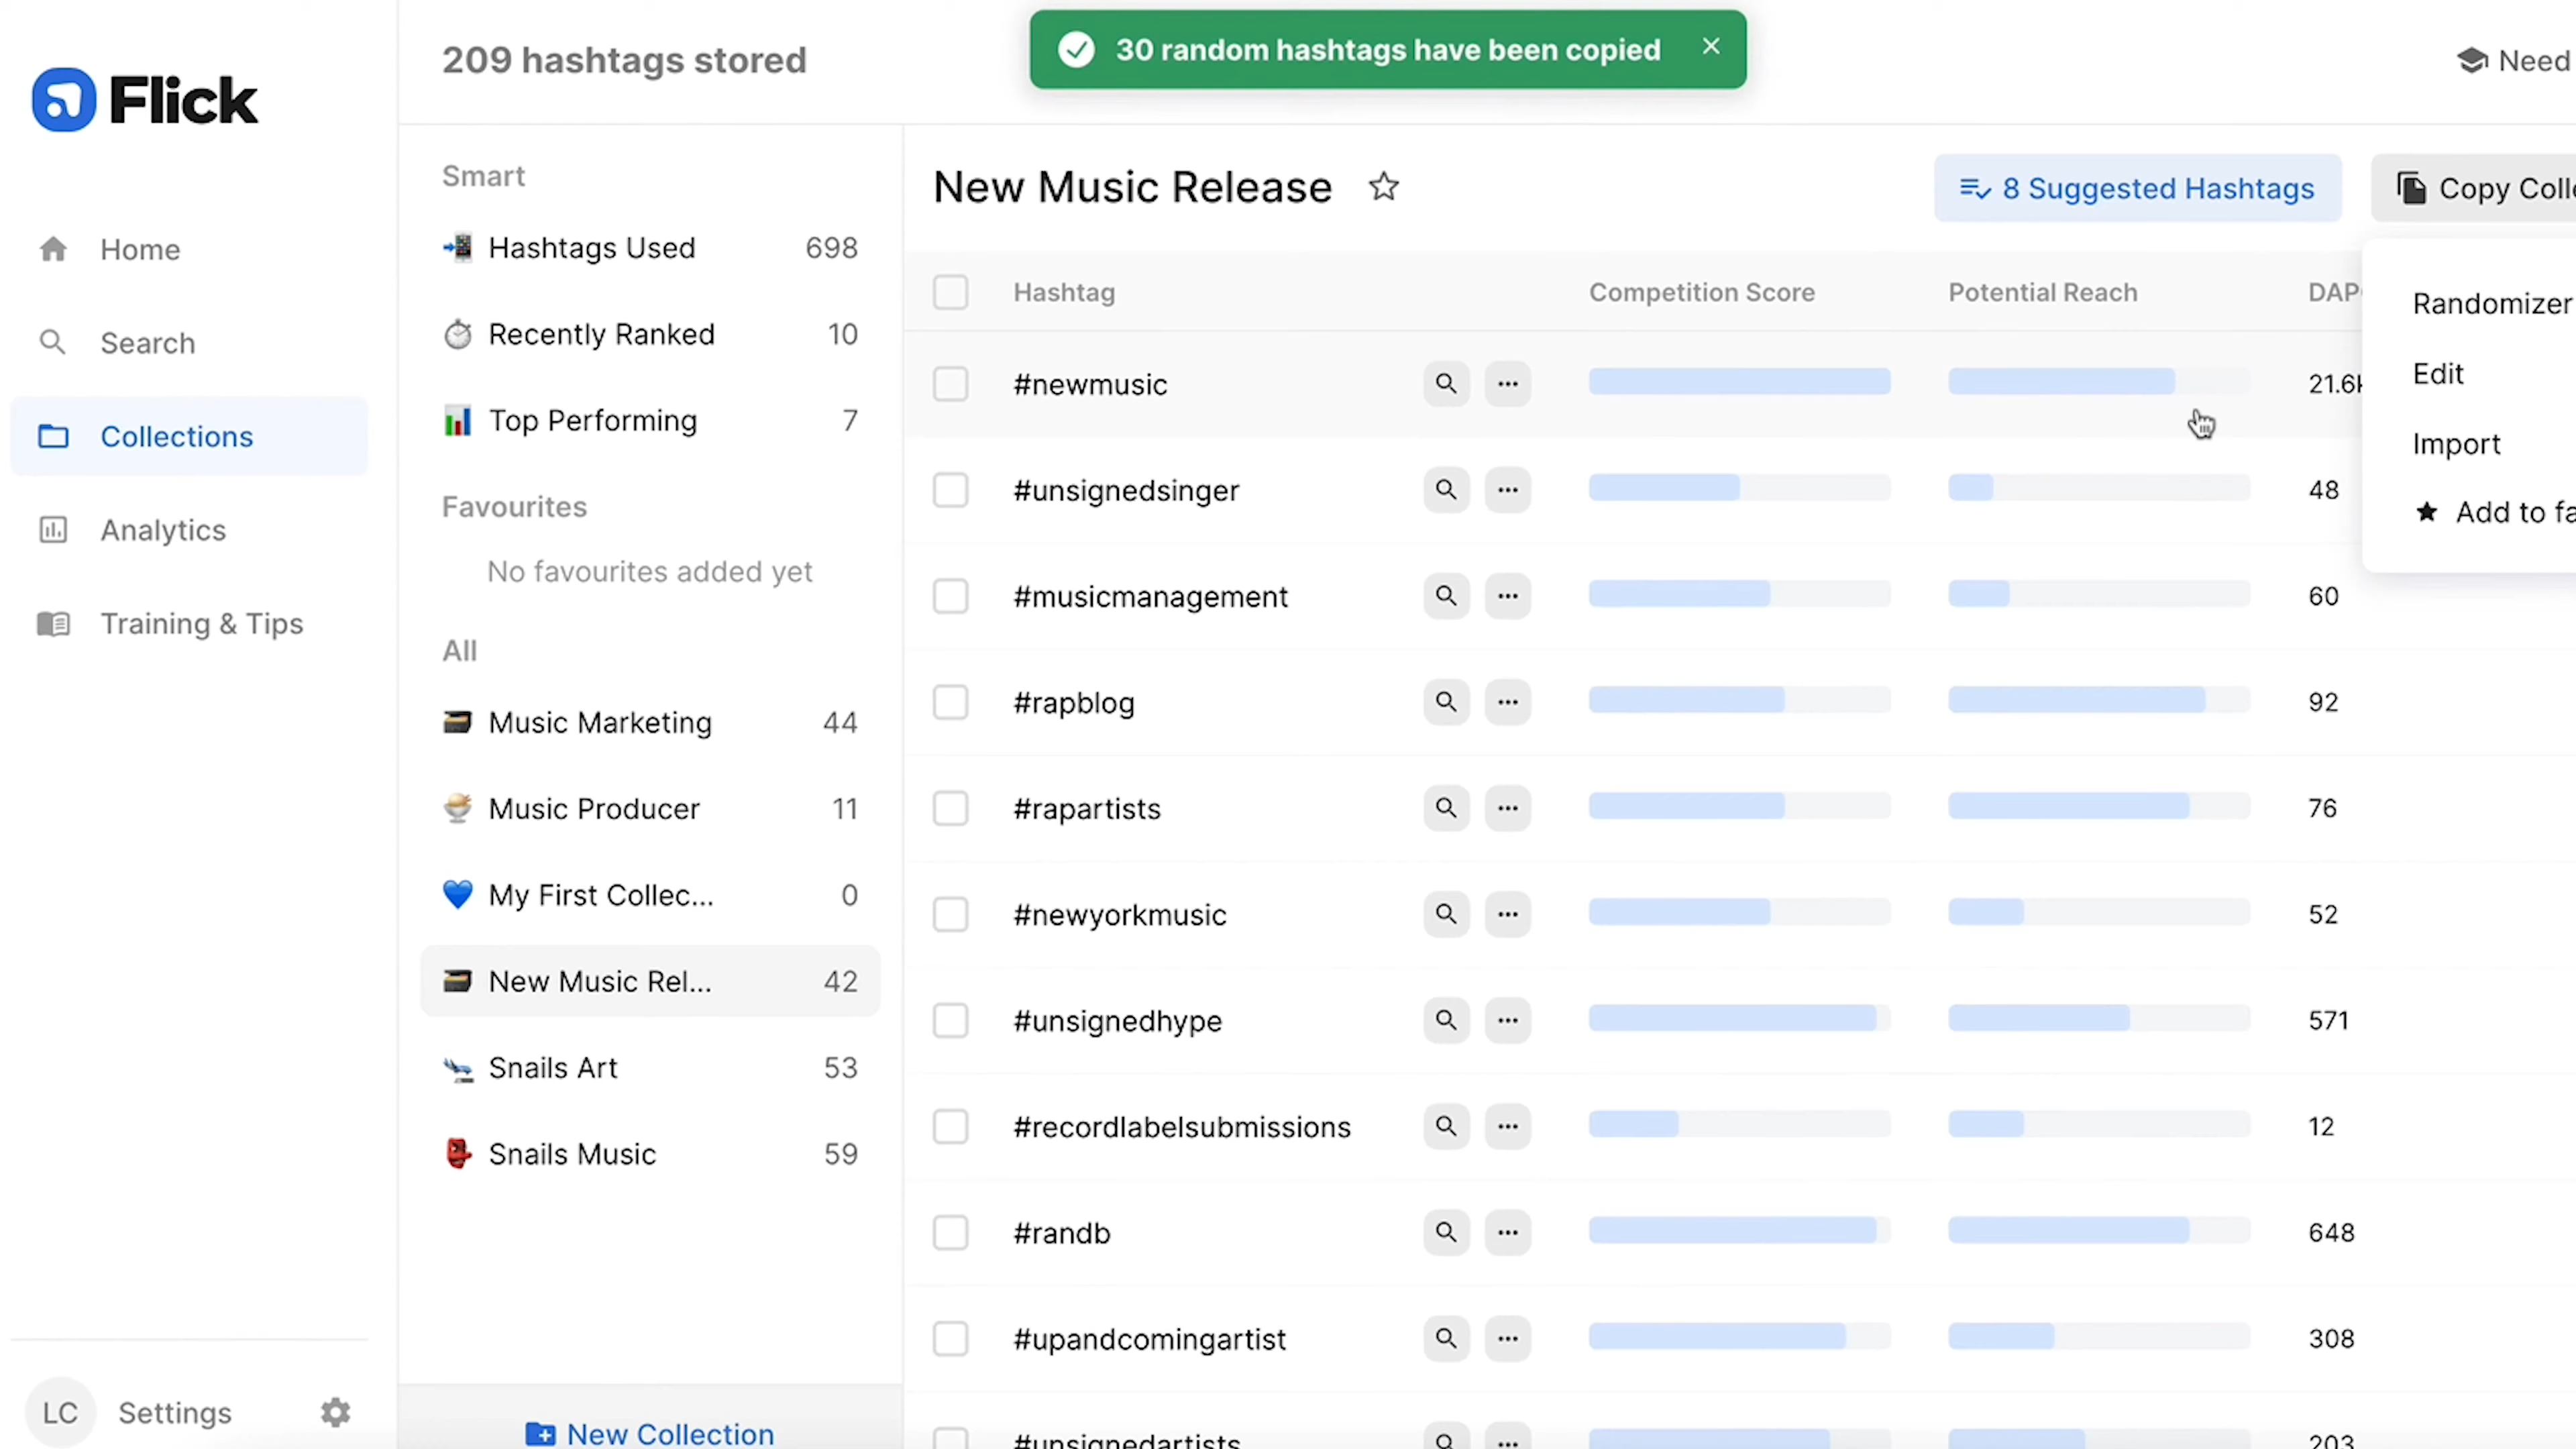 Flick
Home
Search
Collections
Analytics
Training & Tips
LC Settings
209 hashtags stored
30 random hashtags have been copied
Need
Smart
Hashtags Used 698
Recently Ranked 10
Top Performing 7
Favourites
No favourites added yet
All
Music Marketing 44
Music Producer 11
My First Collec... 0
New Music Rel... 42
Snails Art 53
Snails Music 59
New Collection
New Music Release
8 Suggested Hashtags
Copy Coll
Hashtag Competition Score Potential Reach DAP
#newmusic 21.6k
#unsignedsinger 48
#musicmanagement 60
#rapblog 92
#rapartists 76
#newyorkmusic 52
#unsignedhype 571
#recordlabelsubmissions 12
#randb 648
#upandcomingartist 308
#unsignedartists 203
Randomizer
Edit
Import
Add to fa